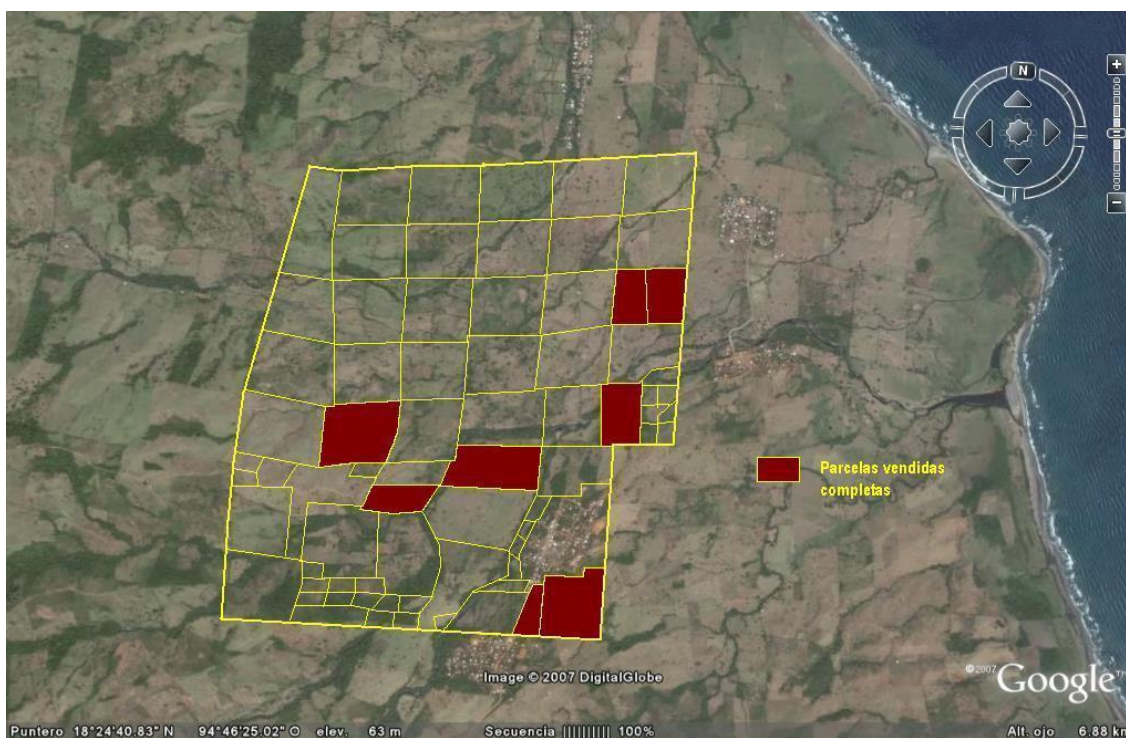 N
Parcelas vendidas
completas
Image © 2007 DigitalGlobe
©2007 Google™
Puntero 18°24'40.83" N 94°46'25.02" O elev. 63 m Secuencia |||||||||| 100% Alt. ojo 6.88 km